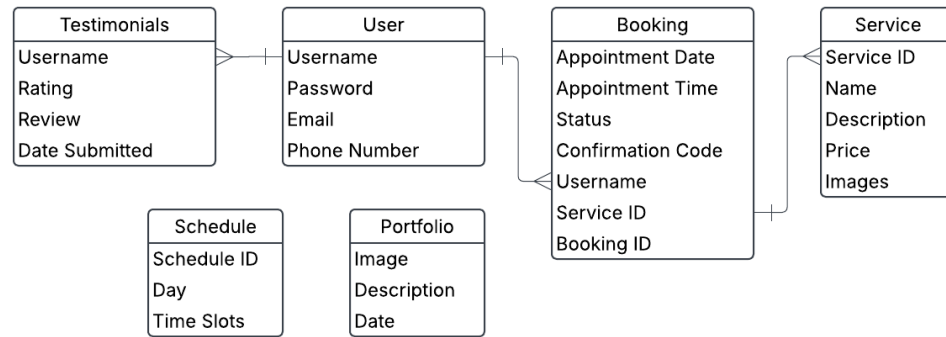 Testimonials
Username
Rating
Review
Date Submitted
User
Username
Password
Email
Phone Number
Booking
Appointment Date
Appointment Time
Status
Confirmation Code
Username
Service ID
Booking ID
Service
Service ID
Name
Description
Price
Images
Schedule
Schedule ID
Day
Time Slots
Portfolio
Image
Description
Date